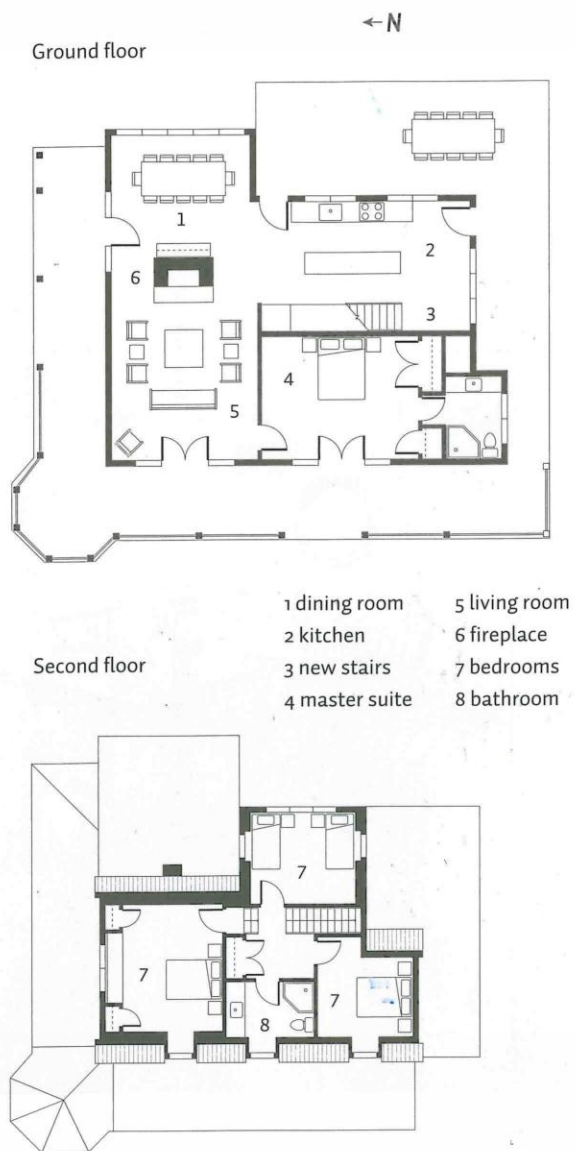 N
Ground floor
1
6
2
3
4
5
1 dining room
2 kitchen
3 new stairs
4 master suite
5 living room
6 fireplace
7 bedrooms
8 bathroom
Second floor
7
7
7
8